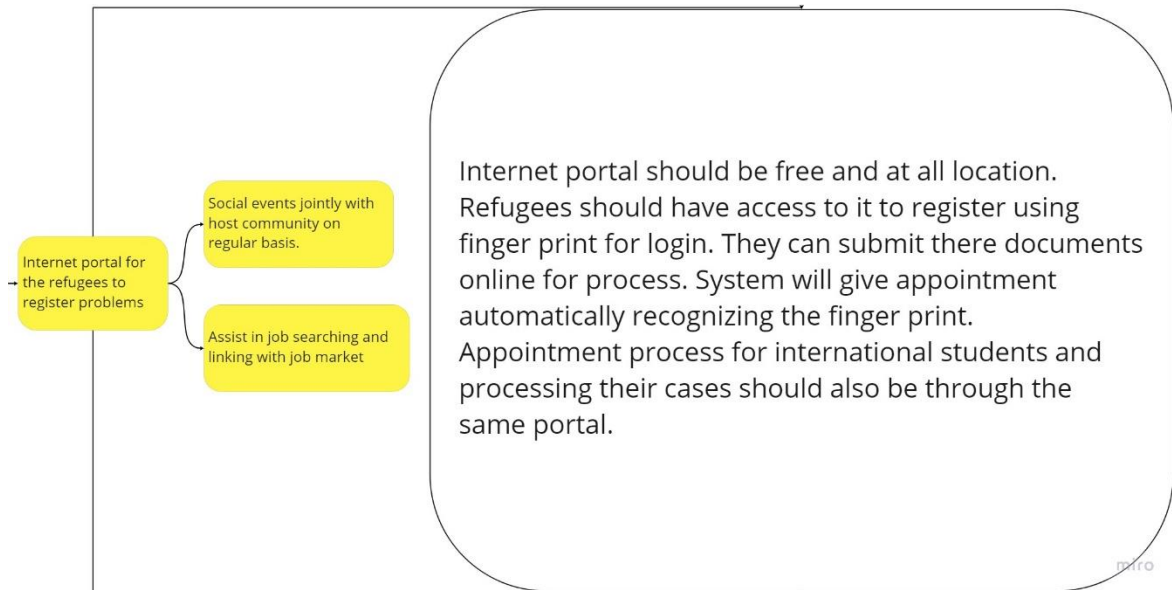 Internet portal for
the refugees to
register problems
Social events jointly with
host community on
regular basis.
Assist in job searching and
linking with job market
Internet portal should be free and at all location.
Refugees should have access to it to register using
finger print for login. They can submit there documents
online for process. System will give appointment
automatically recognizing the finger print.
Appointment process for international students and
processing their cases should also be through the
same portal.
miro